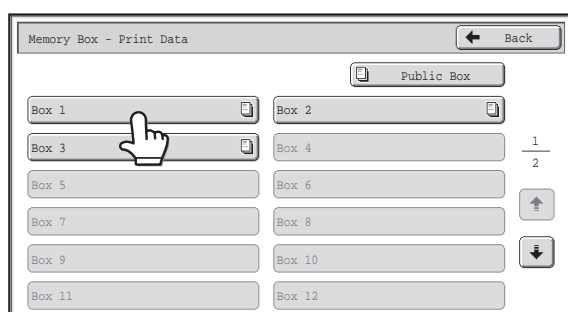 Memory Box - Print Data Back
Public Box
Box 1 Box 2
Box 3 Box 4
1
2
Box 5 Box 6
Box 7 Box 8
Box 9 Box 10
Box 11 Box 12